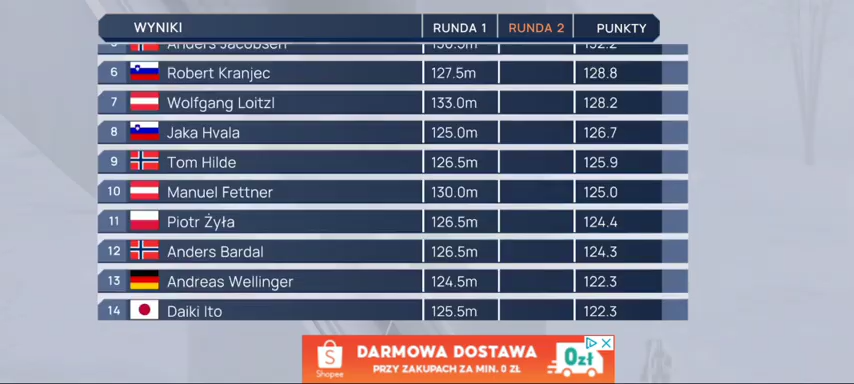 WYNIKI RUNDA 1 RUNDA 2 PUNKTY
Anders Jacobsen
6 Robert Kranjec 127.5m 128.8
7 Wolfgang Loitzl 133.0m 128.2
8 Jaka Hvala 125.0m 126.7
9 Tom Hilde 126.5m 125.9
10 Manuel Fettner 130.0m 125.0
11 Piotr Żyła 126.5m 124.4
12 Anders Bardal 126.5m 124.3
13 Andreas Wellinger 124.5m 122.3
14 Daiki Ito 125.5m 122.3
Shopee
DARMOWA DOSTAWA
PRZY ZAKUPACH ZA MIN. 0 ZŁ
0zł